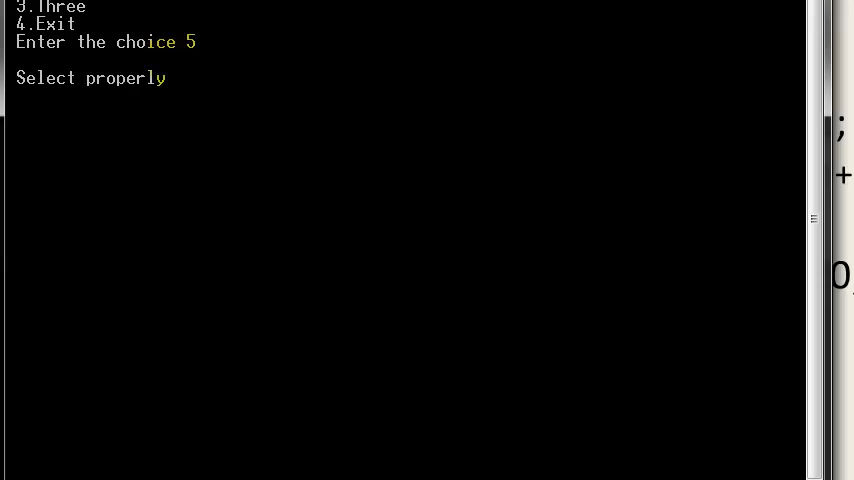 3.Three
4.Exit
Enter the choice 5
Select properly
;
+